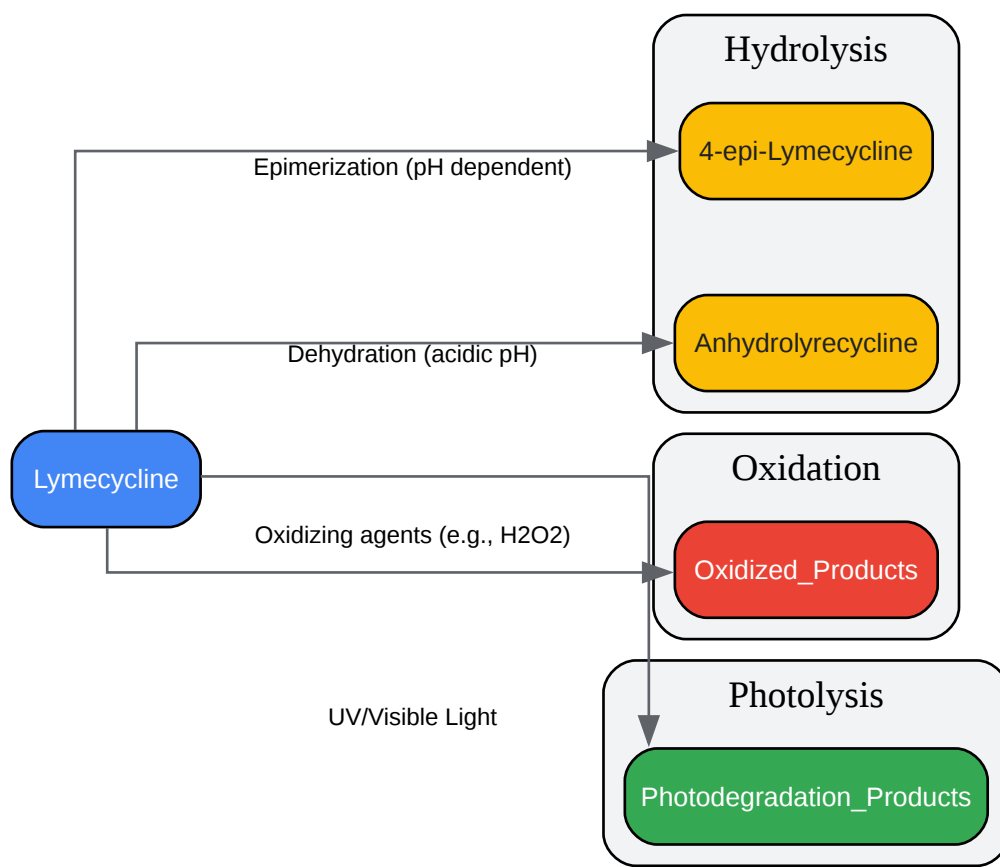 Hydrolysis
4-epi-Lymecycline
Epimerization (pH dependent)
Anhydrolyrecycline
Dehydration (acidic pH)
Lymecycline
Oxidation
Oxidizing agents (e.g., H2O2)
Oxidized_Products
Photolysis
UV/Visible Light
Photodegradation_Products